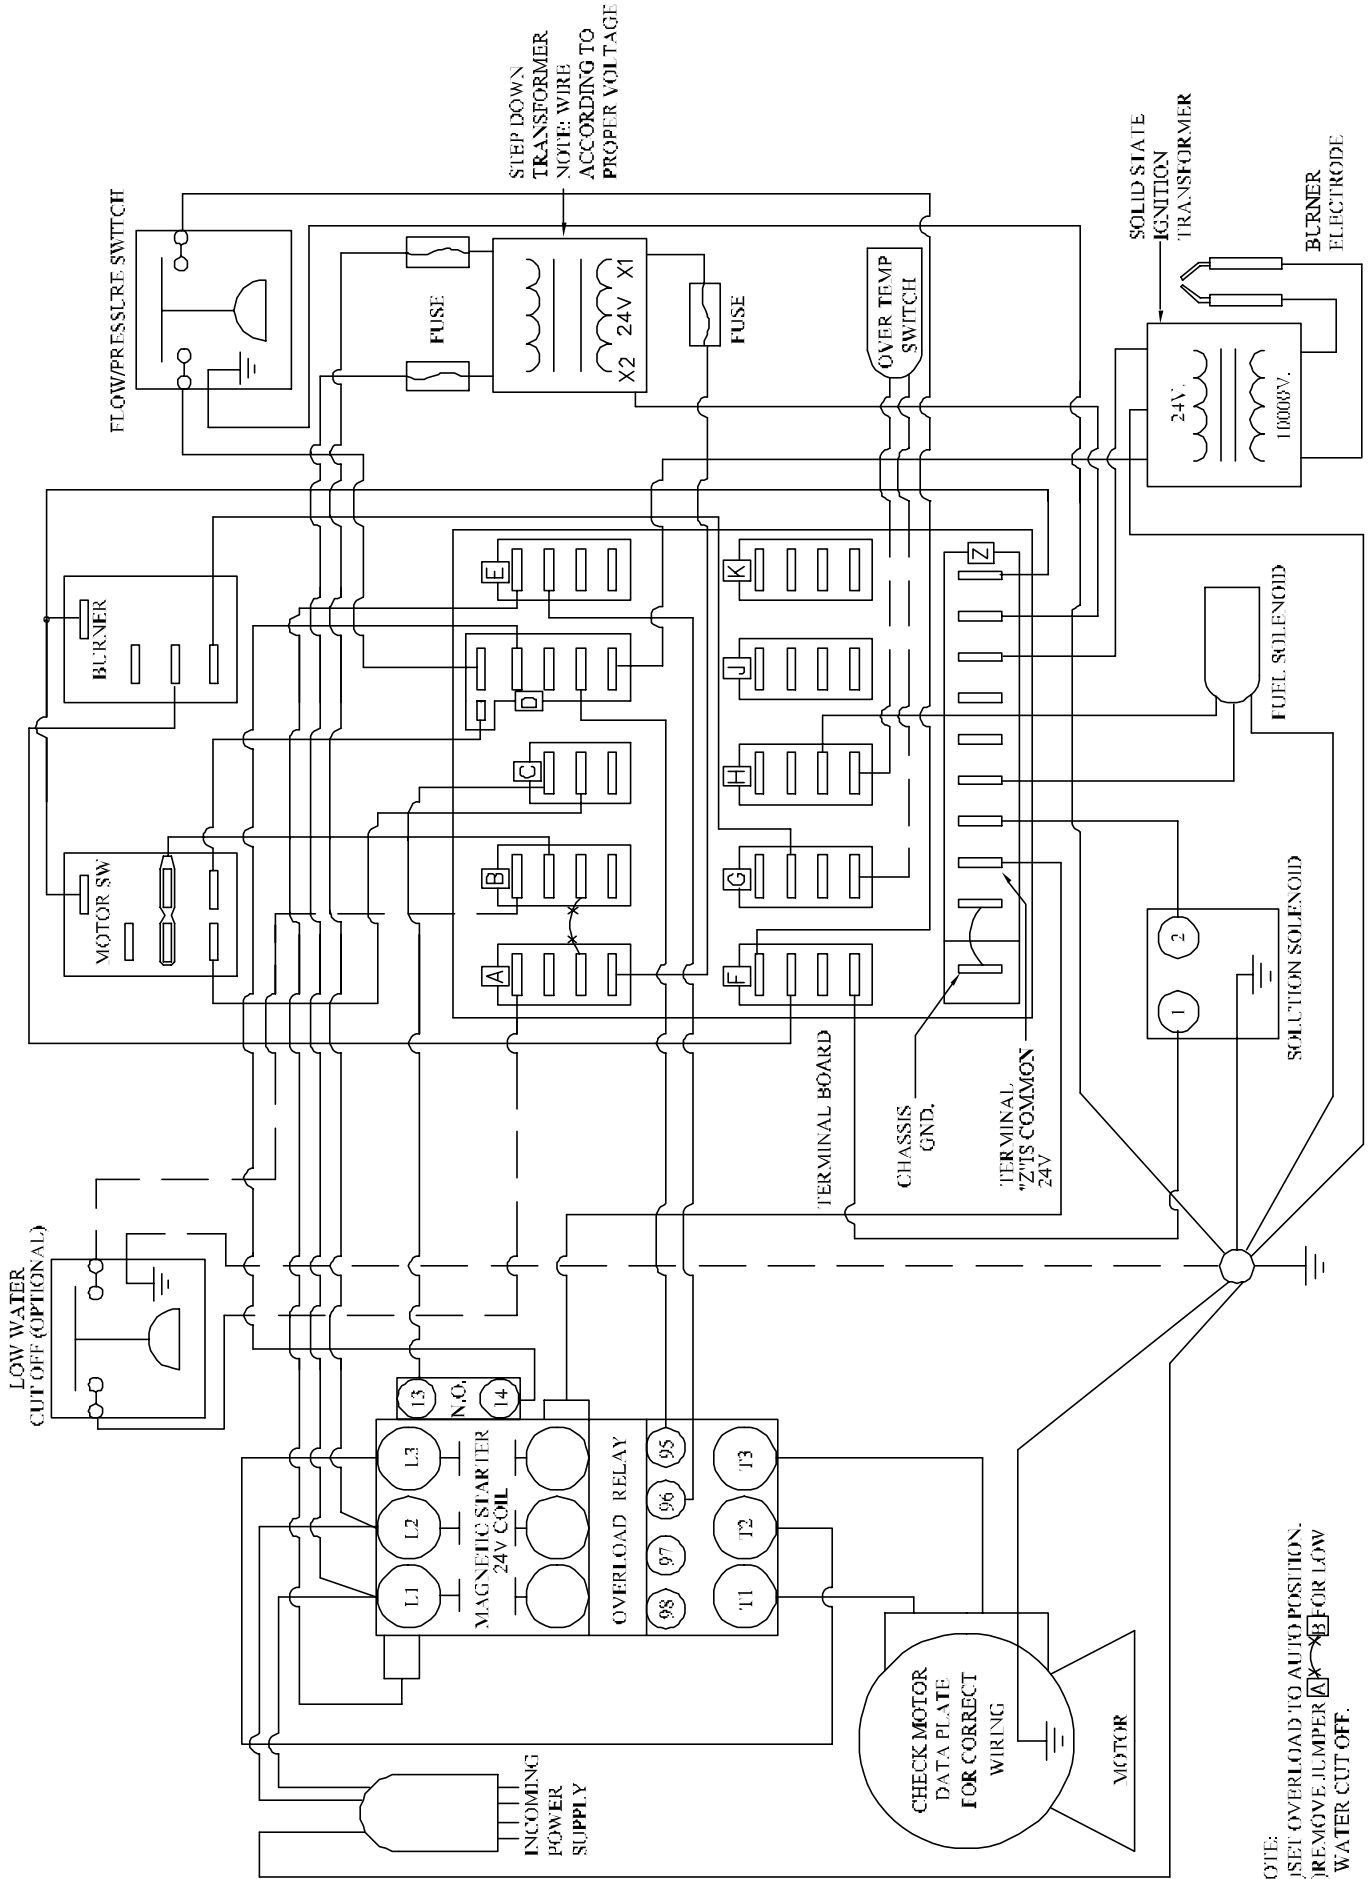 FLOW/PRESSURE SWITCH
STEP DOWN
TRANSFORMER
NOTE: WIRE
ACCORDING TO
PROPER VOLTAGE
FUSE
24V
X2
X1
FUSE
OVER TEMP
SWITCH
SOLID STATE
IGNITION
TRANSFORMER
BURNER
ELECTRODE
24V.
10000V.
BURNER
MOTOR SW
A
B
C
D
E
F
G
H
J
K
Z
FUEL SOLENOID
SOLUTION SOLENOID
1
2
TERMINAL BOARD
CHASSIS
GND.
TERMINAL
"Z"IS COMMON
24V
LOW WATER
CUT OFF (OPTIONAL)
13
N.O.
14
L1
L2
L3
MAGNETIC STARTER
24V COIL
OVERLOAD RELAY
98
97
96
95
T1
T2
T3
INCOMING
POWER
SUPPLY
CHECK MOTOR
DATA PLATE
FOR CORRECT
WIRING
MOTOR
OTE:
)SET OVERLOAD TO AUTO POSITION.
)REMOVE JUMPER A B FOR LOW
WATER CUT OFF.